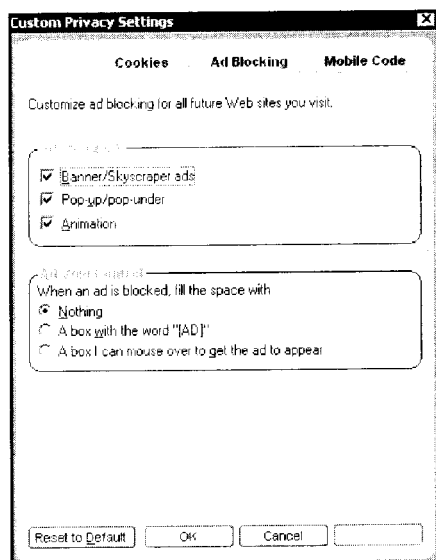 Custom Privacy Settings
Cookies Ad Blocking Mobile Code
Customize ad blocking for all future Web sites you visit.
Banner/Skyscraper ads
Pop-up/pop-under
Animation
When an ad is blocked, fill the space with
Nothing
A box with the word "[AD]"
A box I can mouse over to get the ad to appear
Reset to Default OK Cancel